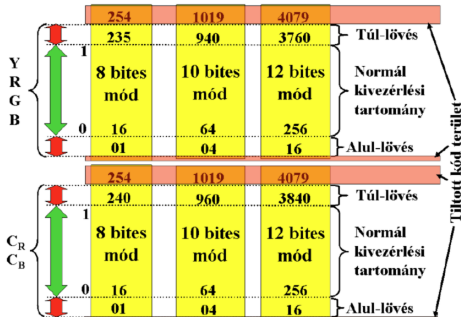 254 1019 4079
235 940 3760
Túl-lövés
Y
R
G
B
1
8 bites
mód
10 bites
mód
12 bites
mód
Normál
kivezérlési
tartomány
0
16 64 256
01 04 16
Alul-lövés
Tiltott kód terület
254 1019 4079
240 960 3840
Túl-lövés
CR
CB
1
8 bites
mód
10 bites
mód
12 bites
mód
Normál
kivezérlési
tartomány
0
16 64 256
01 04 16
Alul-lövés